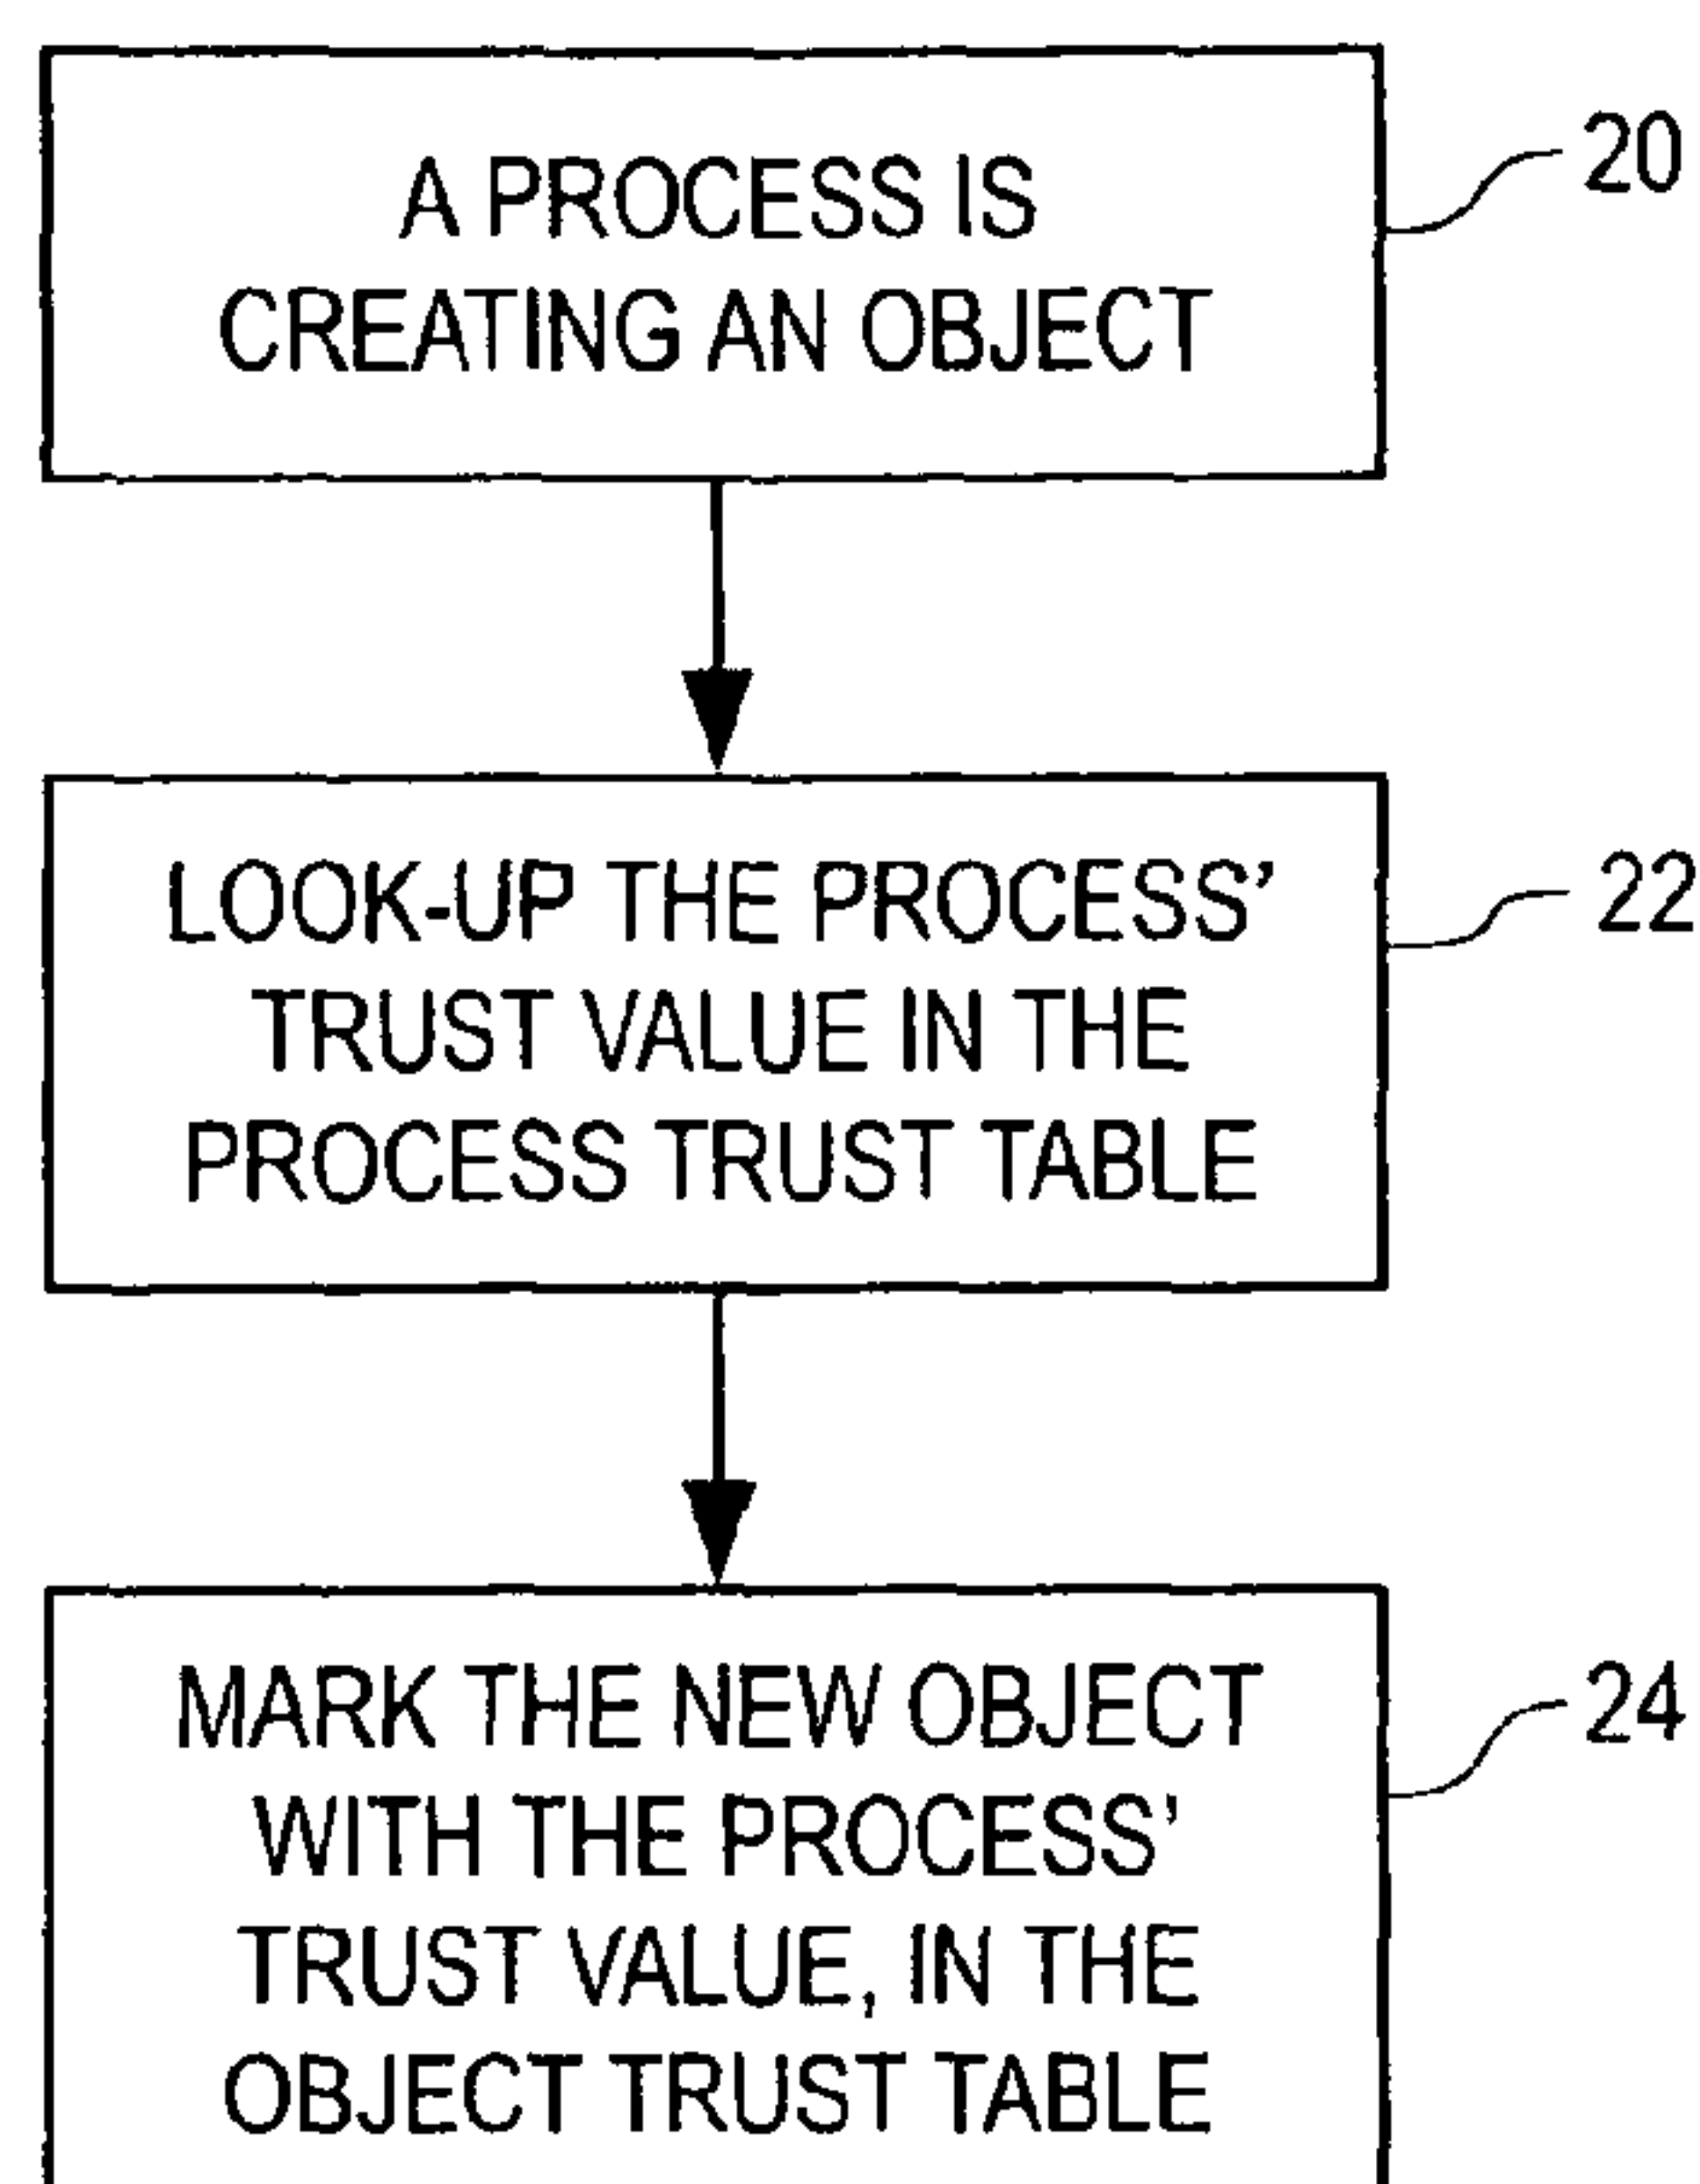 A PROCESS IS
CREATING AN OBJECT
20
LOOK-UP THE PROCESS’
TRUST VALUE IN THE
PROCESS TRUST TABLE
22
MARK THE NEW OBJECT
WITH THE PROCESS’
TRUST VALUE, IN THE
OBJECT TRUST TABLE
24